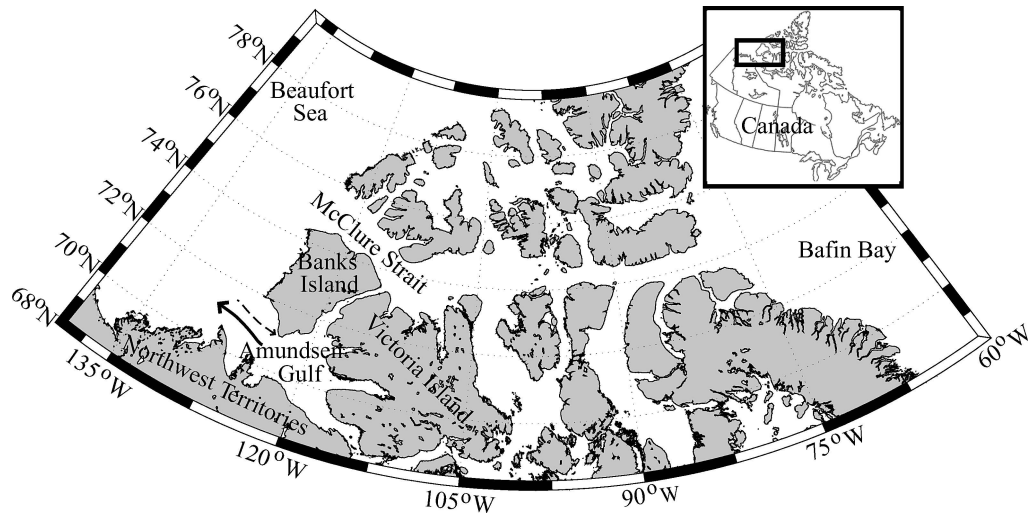 78°N
76°N
74°N
72°N
70°N
68°N
Beaufort
Sea
McClure Strait
Banks
Island
Victoria Island
Amundsen
Gulf
Northwest Territories
Canada
Bafin Bay
135°W
120°W
105°W
90°W
75°W
60°W